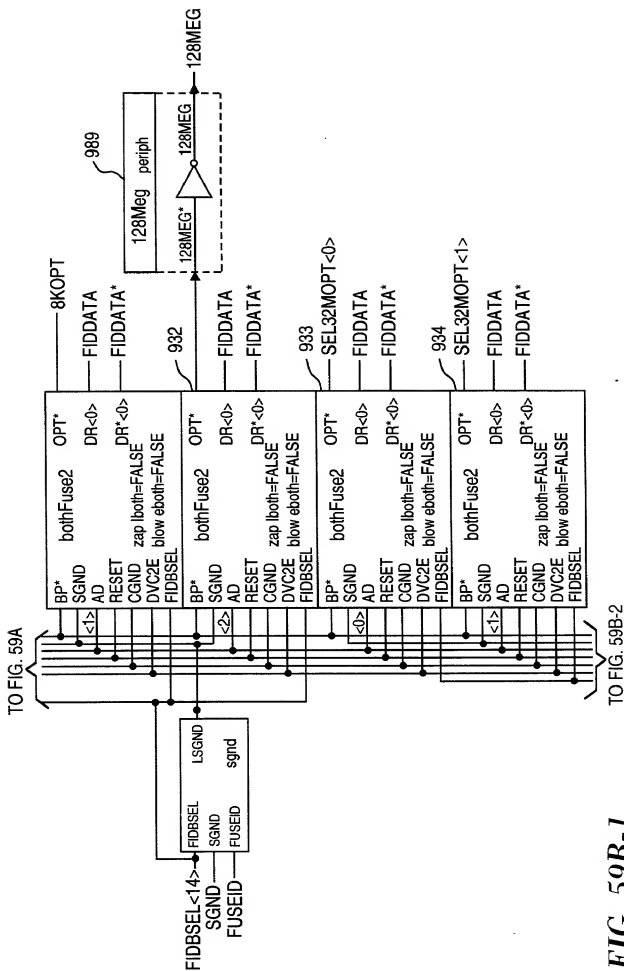 TO FIG. 59A
FIDBSEL<14>
SGND
FUSEID
FIDBSEL
SGND
FUSEID
LSGND
sgnd
BP*
SGND
<1>
AD
RESET
CGND
DVC2E
FIDBSEL
bothFuse2
OPT*
DR<0>
DR*<0>
zap lboth=FALSE
blow eboth=FALSE
8KOPT
FIDDATA
FIDDATA*
932
BP*
SGND
<2>
AD
RESET
CGND
DVC2E
FIDBSEL
bothFuse2
OPT*
DR<0>
DR*<0>
zap lboth=FALSE
blow eboth=FALSE
FIDDATA
FIDDATA*
989
128Meg periph
128MEG*
128MEG
128MEG
933
BP*
SGND
<0>
AD
RESET
CGND
DVC2E
FIDBSEL
bothFuse2
OPT*
DR<0>
DR*<0>
zap lboth=FALSE
blow eboth=FALSE
SEL32MOPT<0>
FIDDATA
FIDDATA*
934
BP*
SGND
<1>
AD
RESET
CGND
DVC2E
FIDBSEL
bothFuse2
OPT*
DR<0>
DR*<0>
zap lboth=FALSE
blow eboth=FALSE
SEL32MOPT<1>
FIDDATA
FIDDATA*
TO FIG. 59B-2
FIG. 59B-1